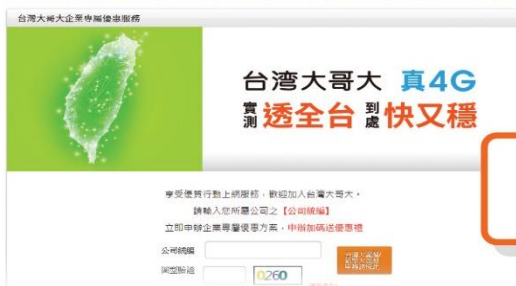 台灣大哥大企業專屬優惠服務
台灣大哥大 真4G
實測 透全台 到處 快又穩
享受優質行動上網服務，歡迎加入台灣大哥大。
請輸入您所屬公司之【公司統編】
立即申辦企業專屬優惠方案，申辦加碼送優惠禮
公司統編
圖型驗證
0260